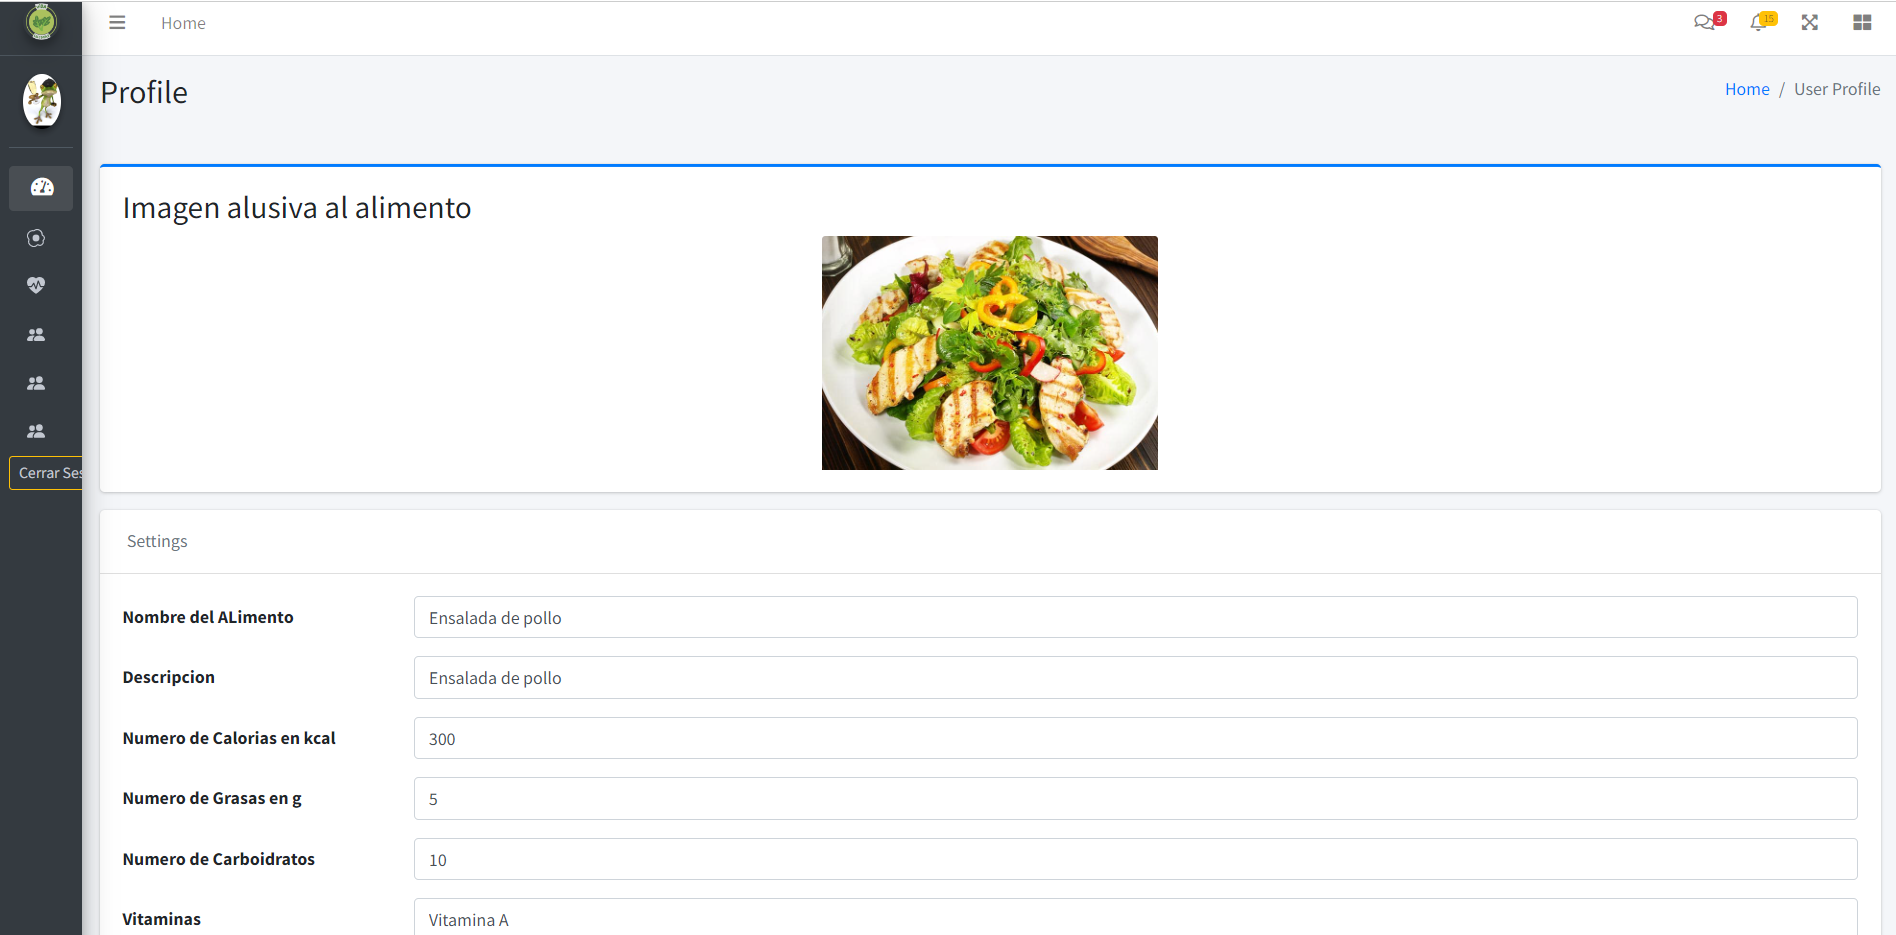 Home
3
15
Profile
Home / User Profile
Imagen alusiva al alimento
Cerrar Ses
Settings
Nombre del ALimento
Ensalada de pollo
Descripcion
Ensalada de pollo
Numero de Calorias en kcal
300
Numero de Grasas en g
5
Numero de Carboidratos
10
Vitaminas
Vitamina A